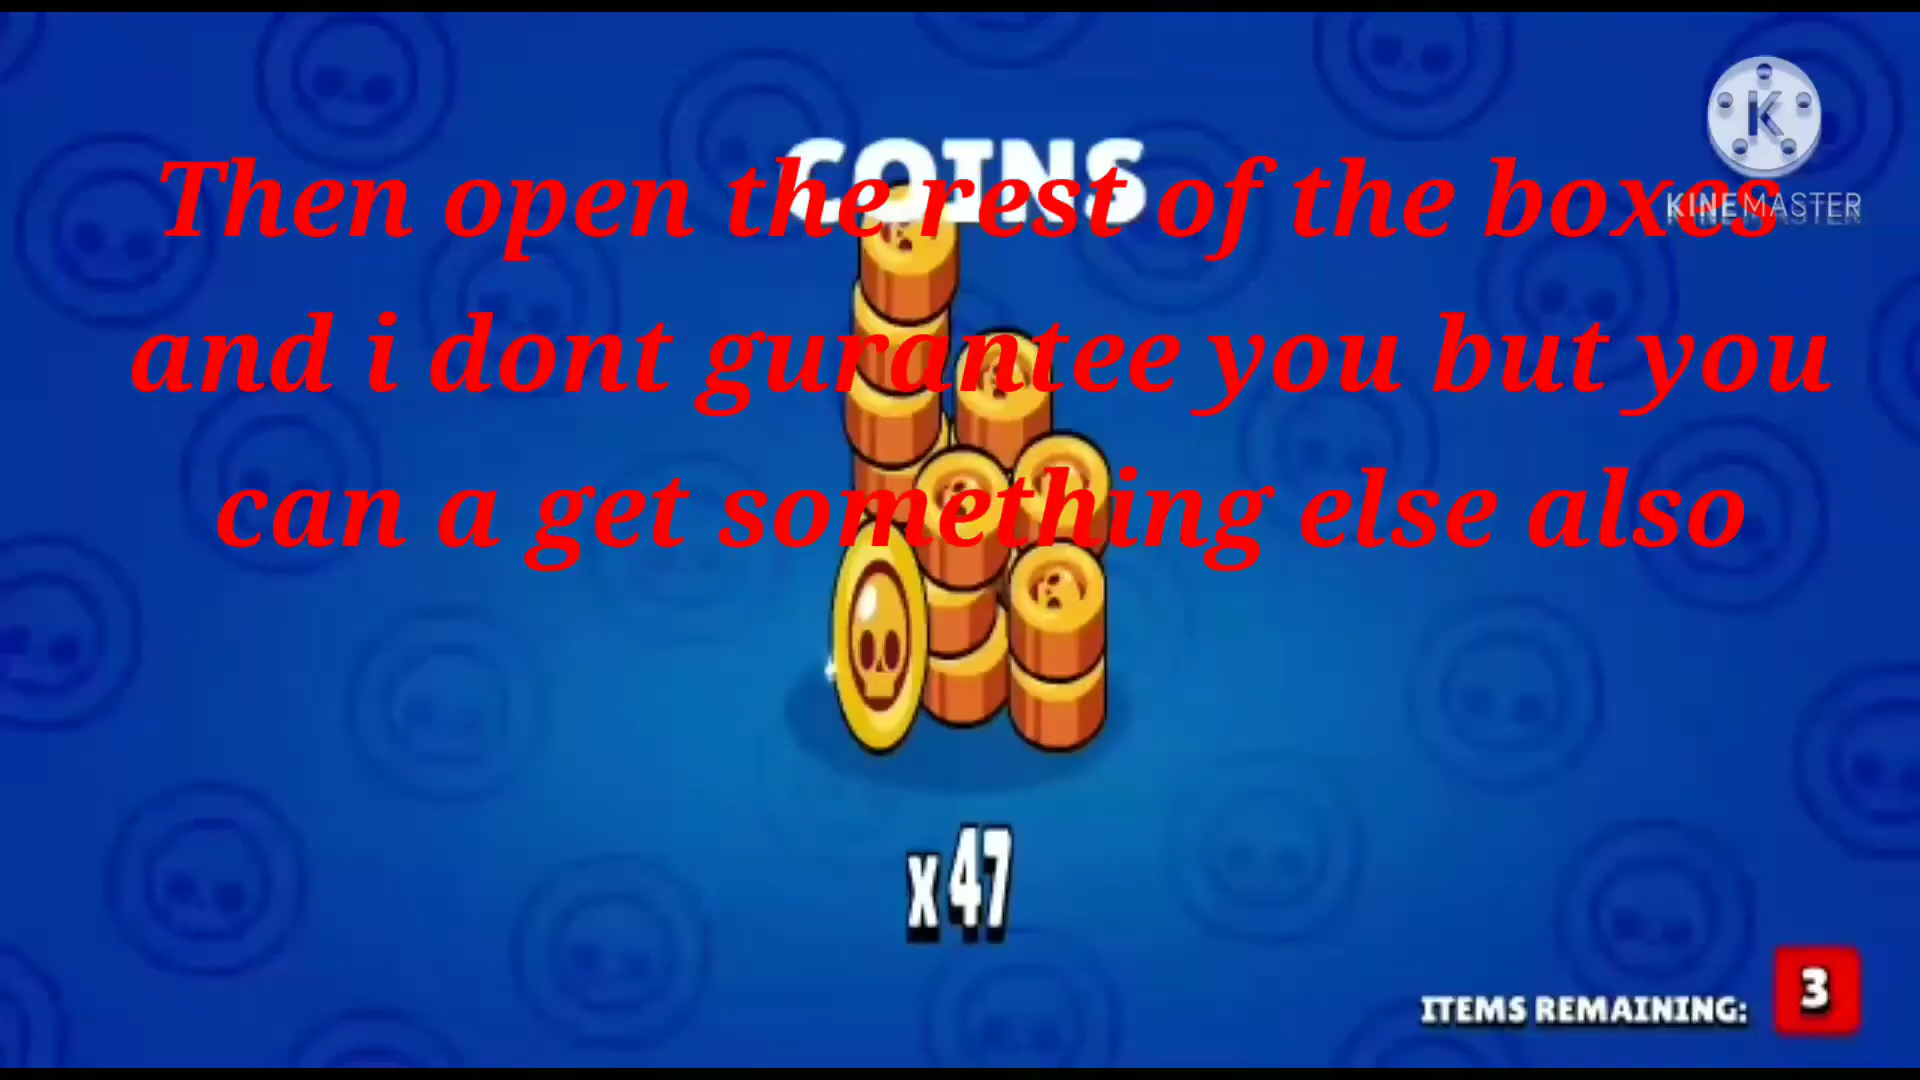 COINS
Then open the rest of the boxes
and i dont gurantee you but you
can a get something else also
K
KINEMASTER
x47
ITEMS REMAINING: 3